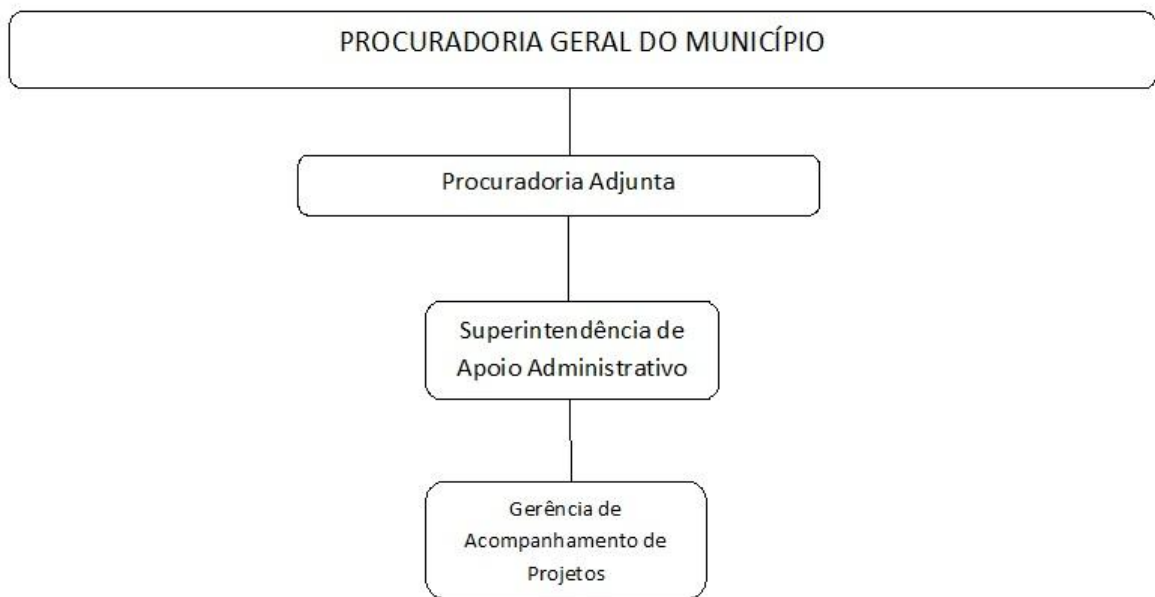 PROCURADORIA GERAL DO MUNICÍPIO
Procuradoria Adjunta
Superintendência de
Apoio Administrativo
Gerência de
Acompanhamento de
Projetos